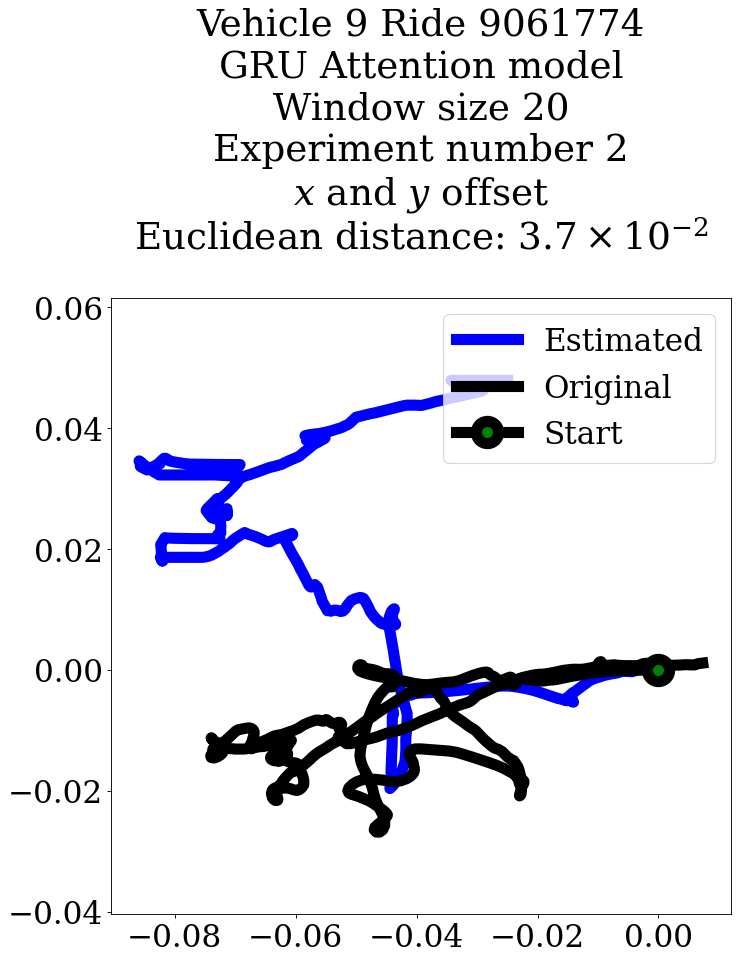 Vehicle 9 Ride 9061774
GRU Attention model
Window size 20
Experiment number 2
x and y offset
Euclidean distance: 3.7 × 10⁻²
0.06
0.04
0.02
0.00
−0.02
−0.04
Estimated
Original
Start
−0.08 −0.06 −0.04 −0.02 0.00